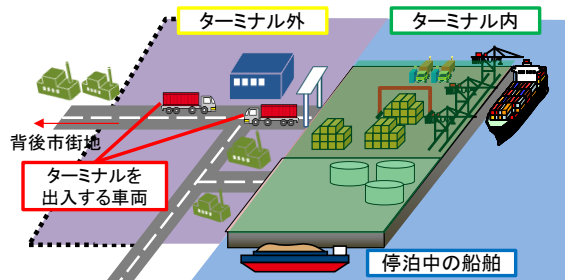 ターミナル外
ターミナル内
背後市街地
ターミナルを
出入する車両
停泊中の船舶